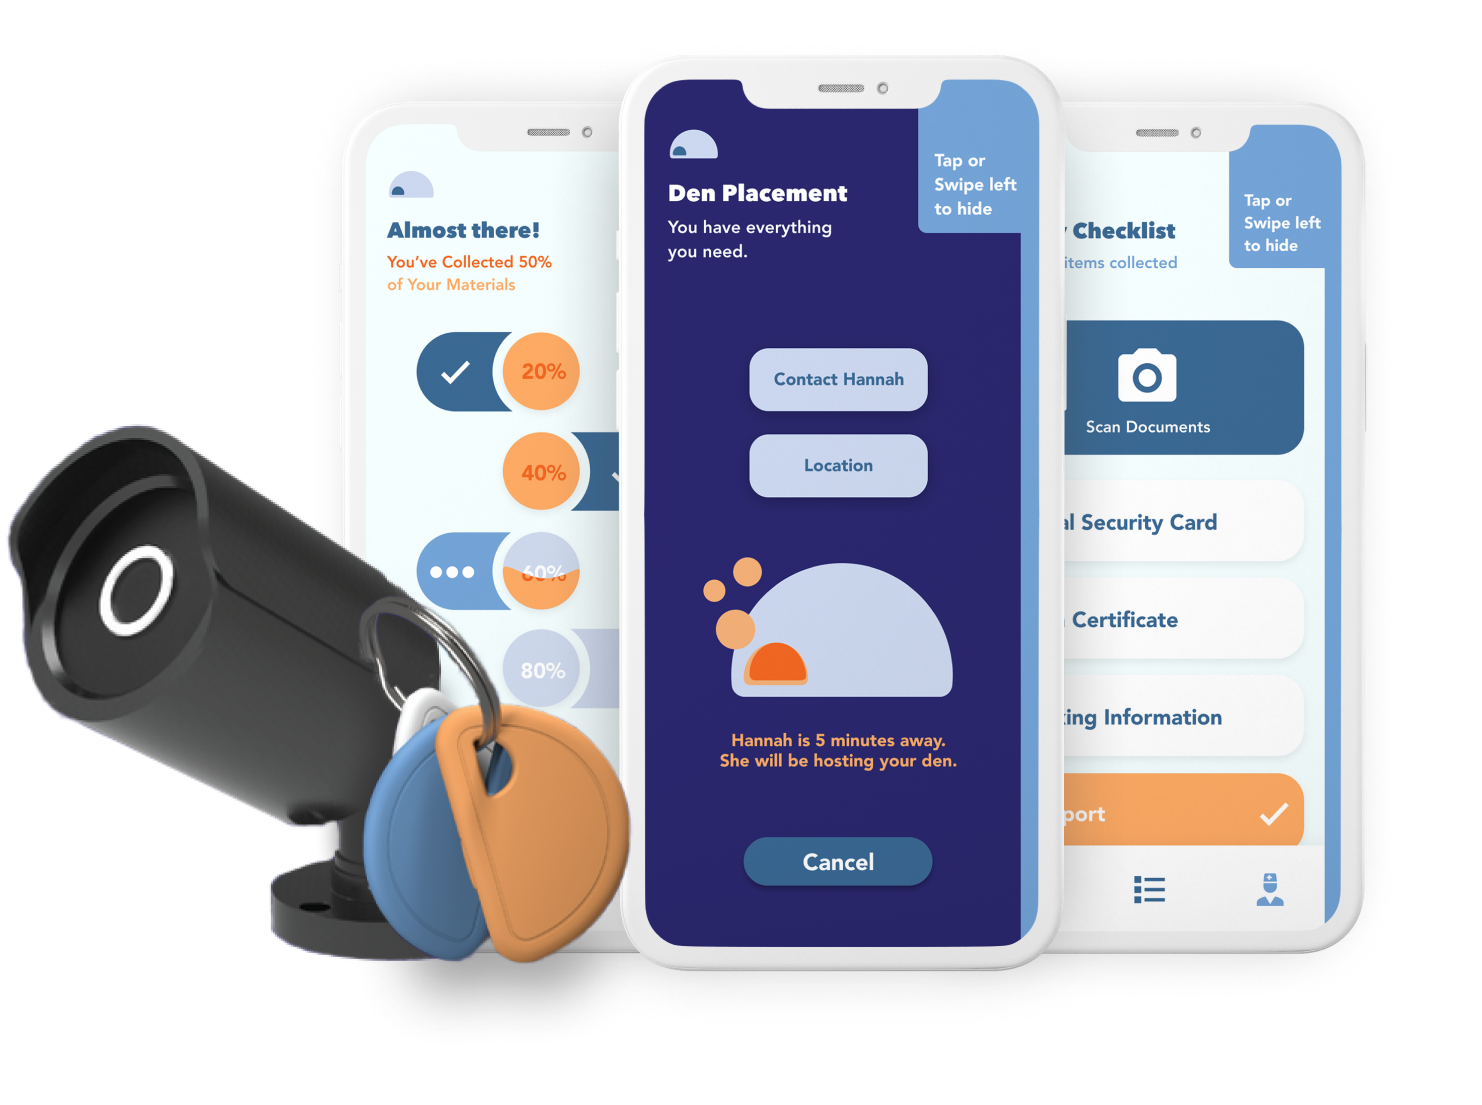 Almost there!
You've Collected 50%
of Your Materials
20%
40%
60%
80%
Den Placement
You have everything
you need.
Tap or
Swipe left
to hide
Contact Hannah
Location
Hannah is 5 minutes away.
She will be hosting your den.
Cancel
Checklist
items collected
Tap or
Swipe left
to hide
Scan Documents
al Security Card
Certificate
ing Information
port